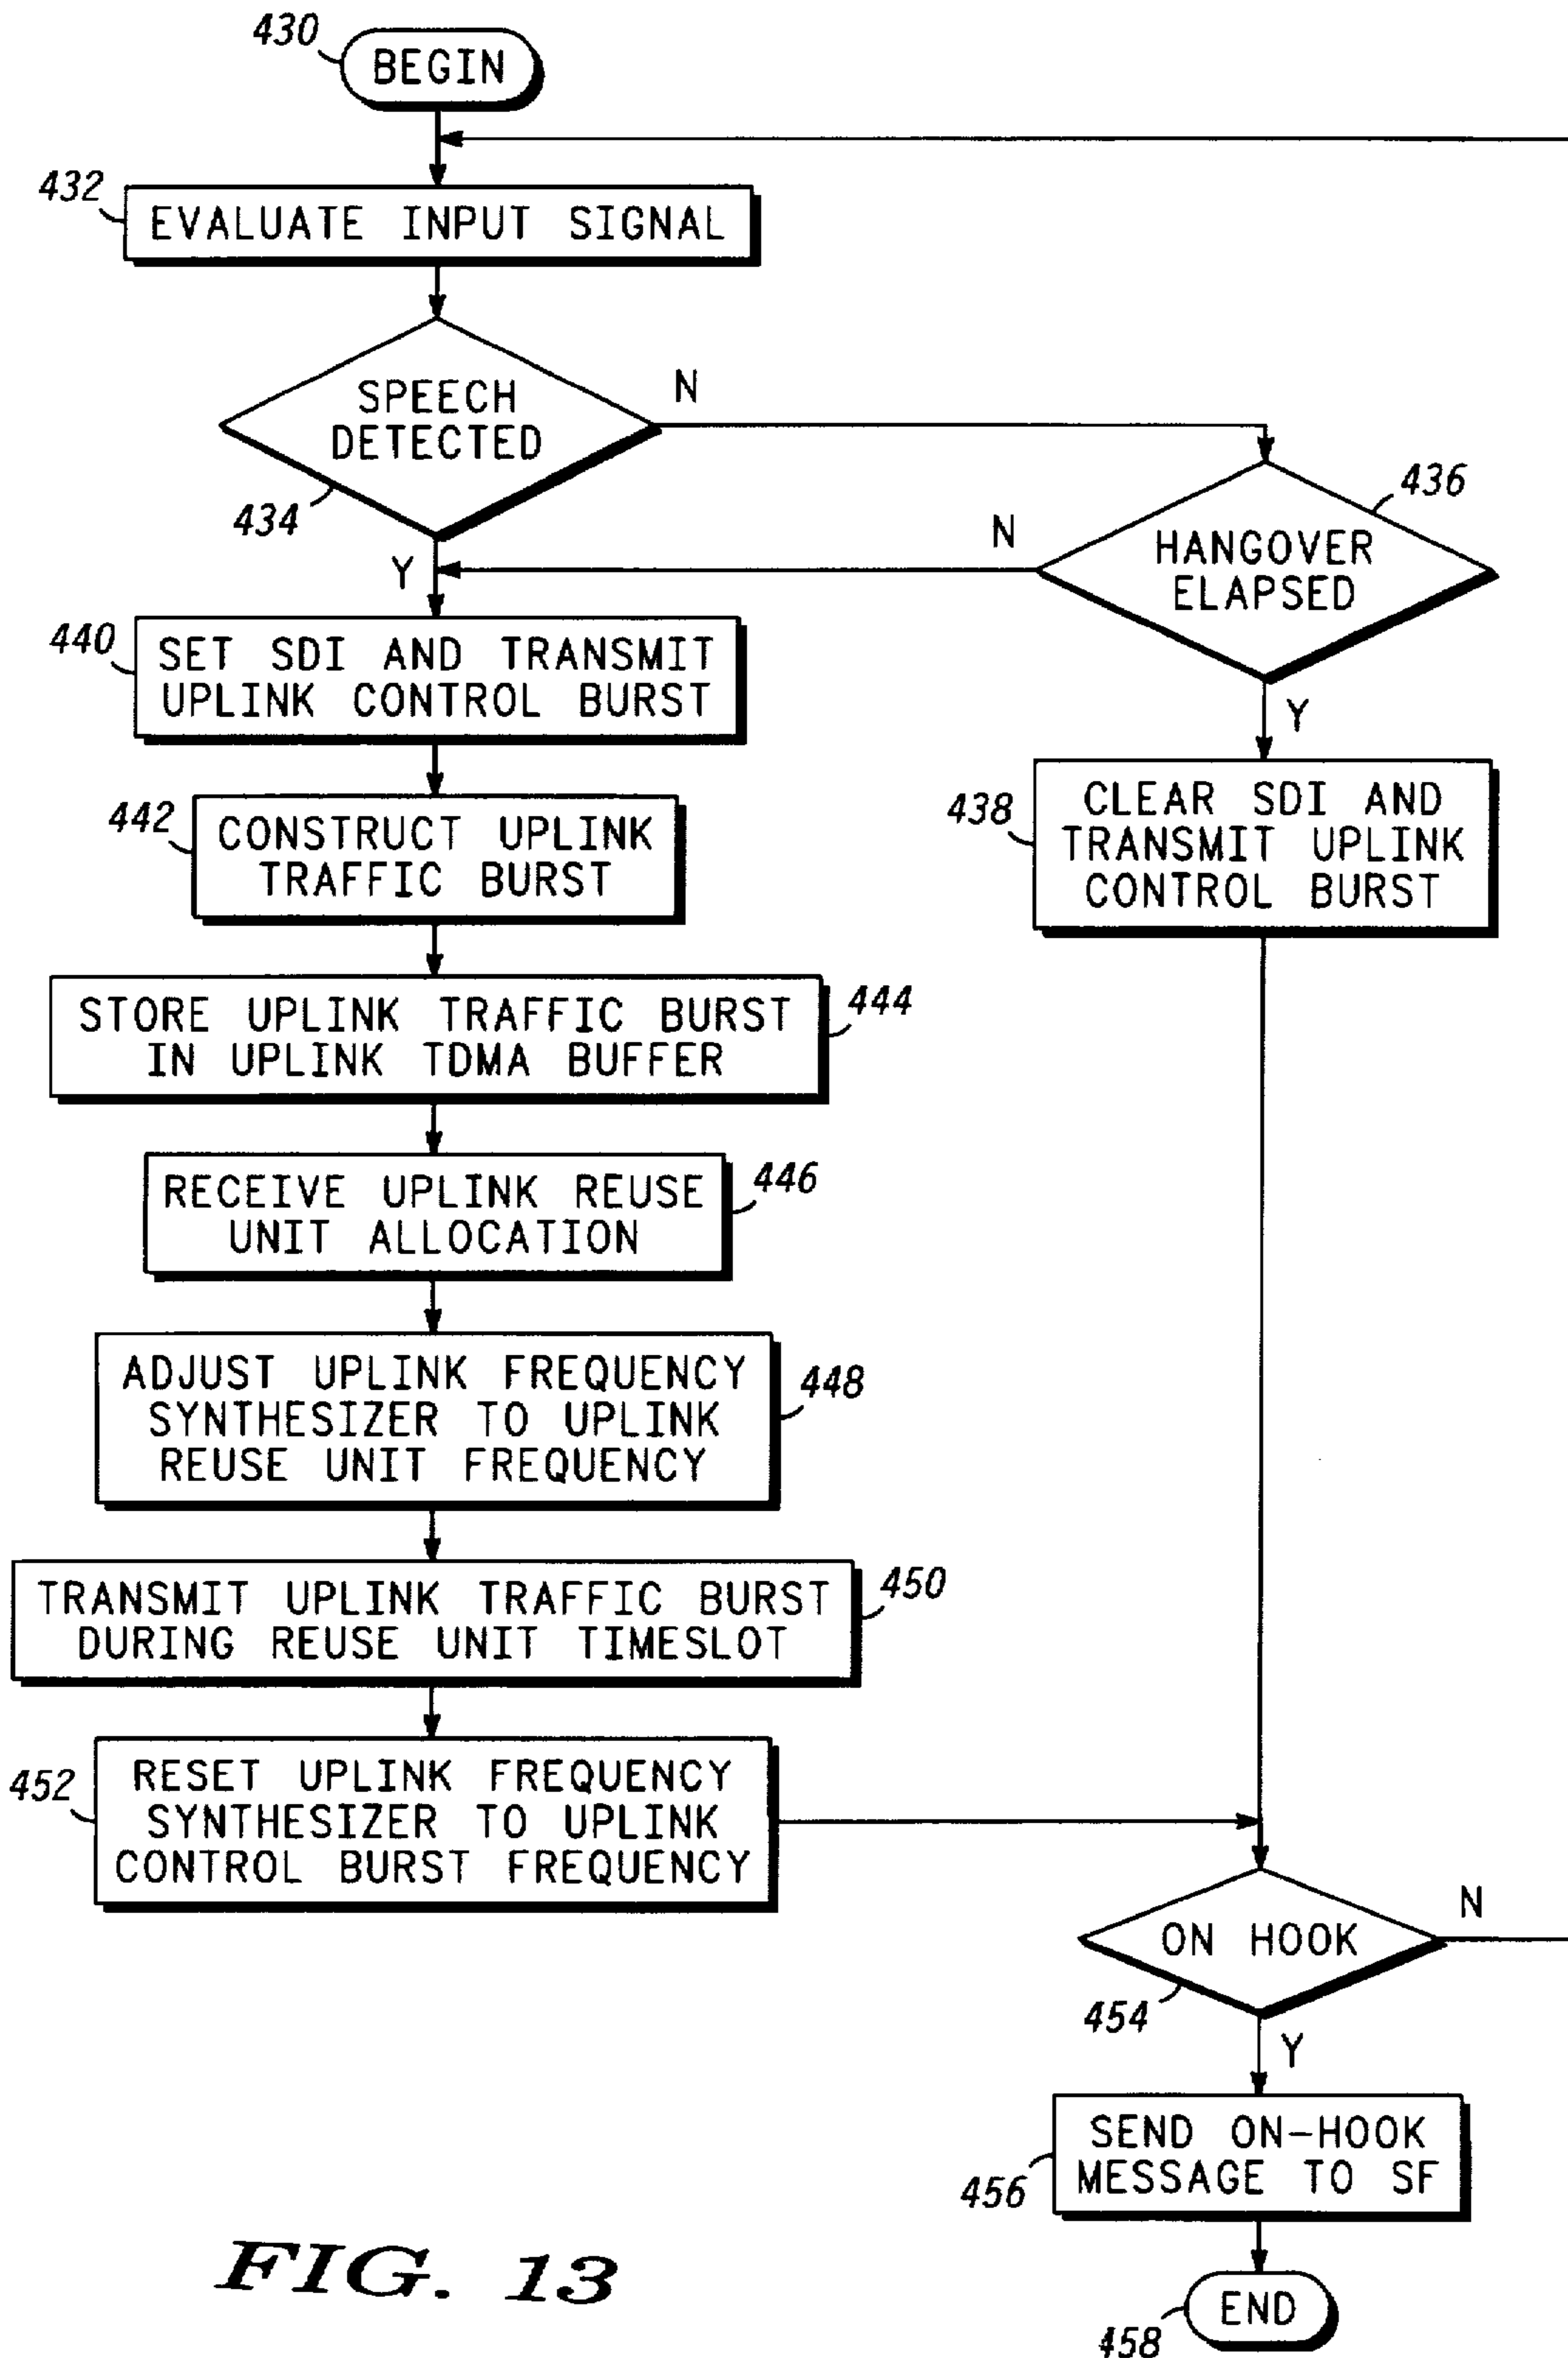 430
BEGIN
432
EVALUATE INPUT SIGNAL
SPEECH
DETECTED
N
434
436
HANGOVER
ELAPSED
N
Y
440
SET SDI AND TRANSMIT
UPLINK CONTROL BURST
Y
438
CLEAR SDI AND
TRANSMIT UPLINK
CONTROL BURST
442
CONSTRUCT UPLINK
TRAFFIC BURST
STORE UPLINK TRAFFIC BURST
IN UPLINK TDMA BUFFER
444
RECEIVE UPLINK REUSE
UNIT ALLOCATION
446
ADJUST UPLINK FREQUENCY
SYNTHESIZER TO UPLINK
REUSE UNIT FREQUENCY
448
TRANSMIT UPLINK TRAFFIC BURST
DURING REUSE UNIT TIMESLOT
450
452
RESET UPLINK FREQUENCY
SYNTHESIZER TO UPLINK
CONTROL BURST FREQUENCY
ON HOOK
N
454
Y
SEND ON-HOOK
MESSAGE TO SF
456
END
458
FIG. 13